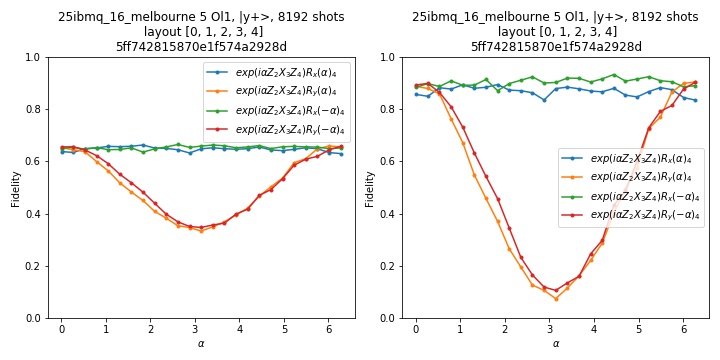 25ibmq_16_melbourne 5 Ol1, |y+>, 8192 shots
layout [0, 1, 2, 3, 4]
5ff742815870e1f574a2928d
1.0
0.8
0.6
0.4
0.2
0.0
Fidelity
0 1 2 3 4 5 6
α
exp(iαZ₂X₃Z₄)Rₓ(α)₄
exp(iαZ₂X₃Z₄)Rᵧ(α)₄
exp(iαZ₂X₃Z₄)Rₓ(−α)₄
exp(iαZ₂X₃Z₄)Rᵧ(−α)₄
25ibmq_16_melbourne 5 Ol1, |y+>, 8192 shots
layout [0, 1, 2, 3, 4]
5ff742815870e1f574a2928d
1.0
0.8
0.6
0.4
0.2
0.0
Fidelity
0 1 2 3 4 5 6
α
exp(iαZ₂X₃Z₄)Rₓ(α)₄
exp(iαZ₂X₃Z₄)Rᵧ(α)₄
exp(iαZ₂X₃Z₄)Rₓ(−α)₄
exp(iαZ₂X₃Z₄)Rᵧ(−α)₄